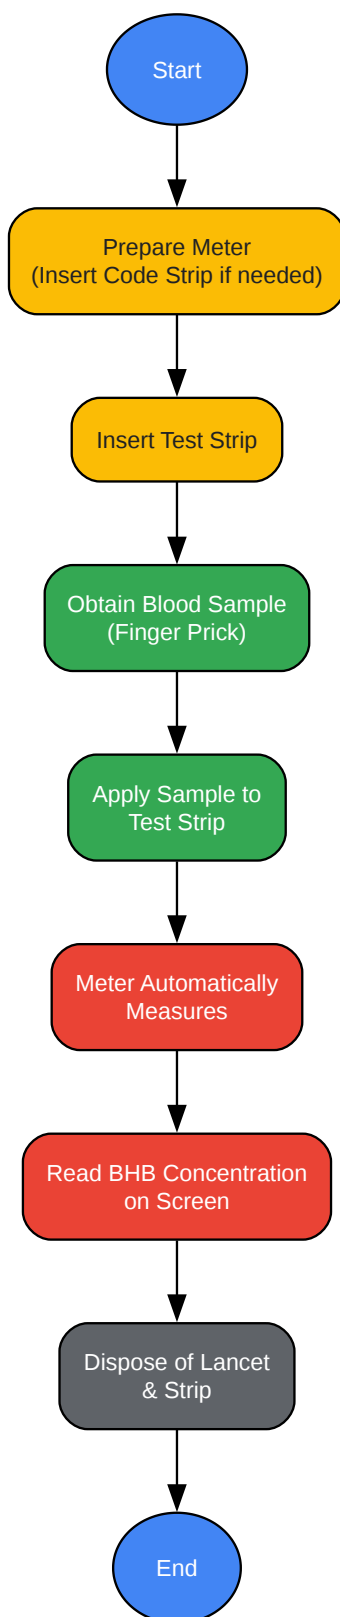 Start
Prepare Meter
(Insert Code Strip if needed)
Insert Test Strip
Obtain Blood Sample
(Finger Prick)
Apply Sample to
Test Strip
Meter Automatically
Measures
Read BHB Concentration
on Screen
Dispose of Lancet
& Strip
End